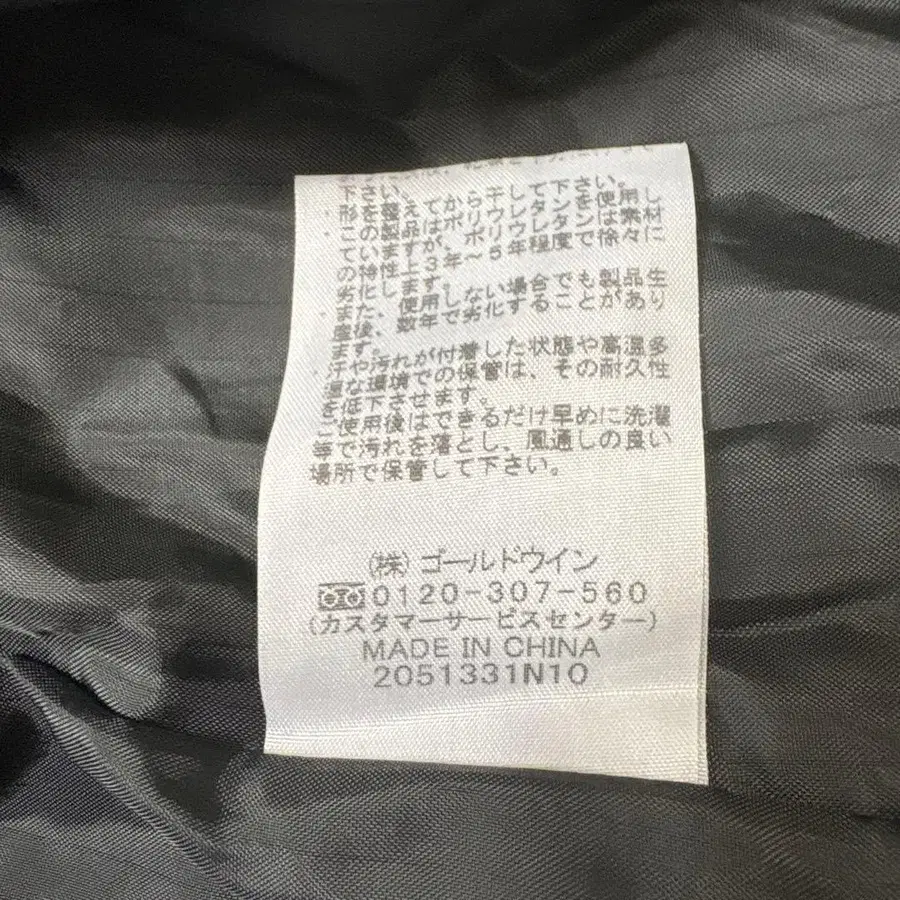 下さい。
・形を整えてから干して下さい。
・この製品はポリウレタンを使用し
ていますが、ポリウレタンは素材
の特性上3年〜5年程度で徐々に
劣化します。
・また、使用しない場合でも製品生
産後、数年で劣化することがあり
ます。
・汗や汚れが付着した状態や高温多
湿な環境での保管は、その耐久性
を低下させます。
ご使用後はできるだけ早めに洗濯
等で汚れを落とし、風通しの良い
場所で保管して下さい。
(株)ゴールドウイン
0120-307-560
(カスタマーサービスセンター)
MADE IN CHINA
2051331N10